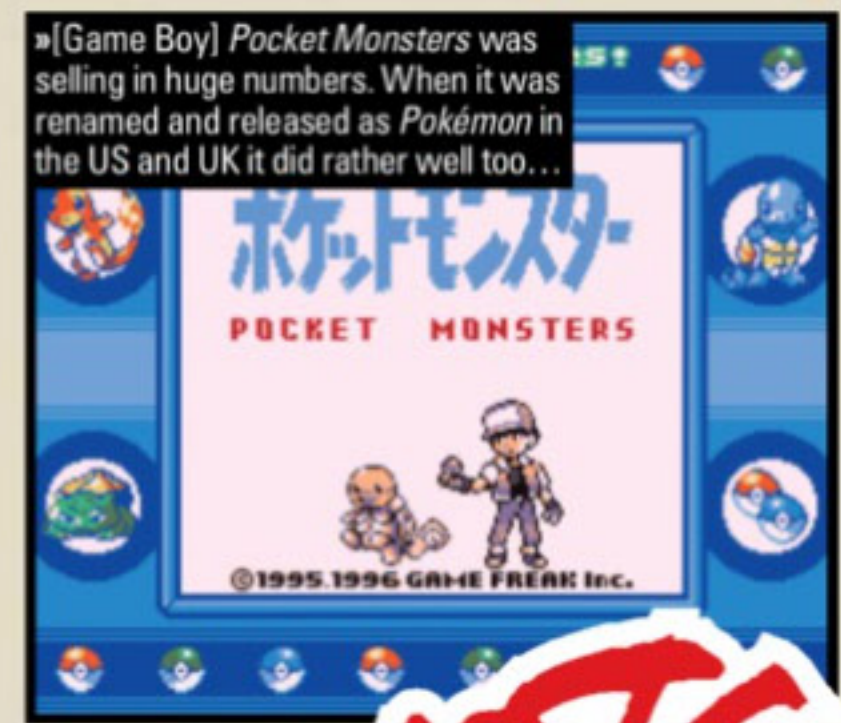 »[Game Boy] Pocket Monsters was
selling in huge numbers. When it was
renamed and released as Pokémon in
the US and UK it did rather well too…
ポケットモンスター
POCKET MONSTERS
©1995.1996 GAME FREAK Inc.